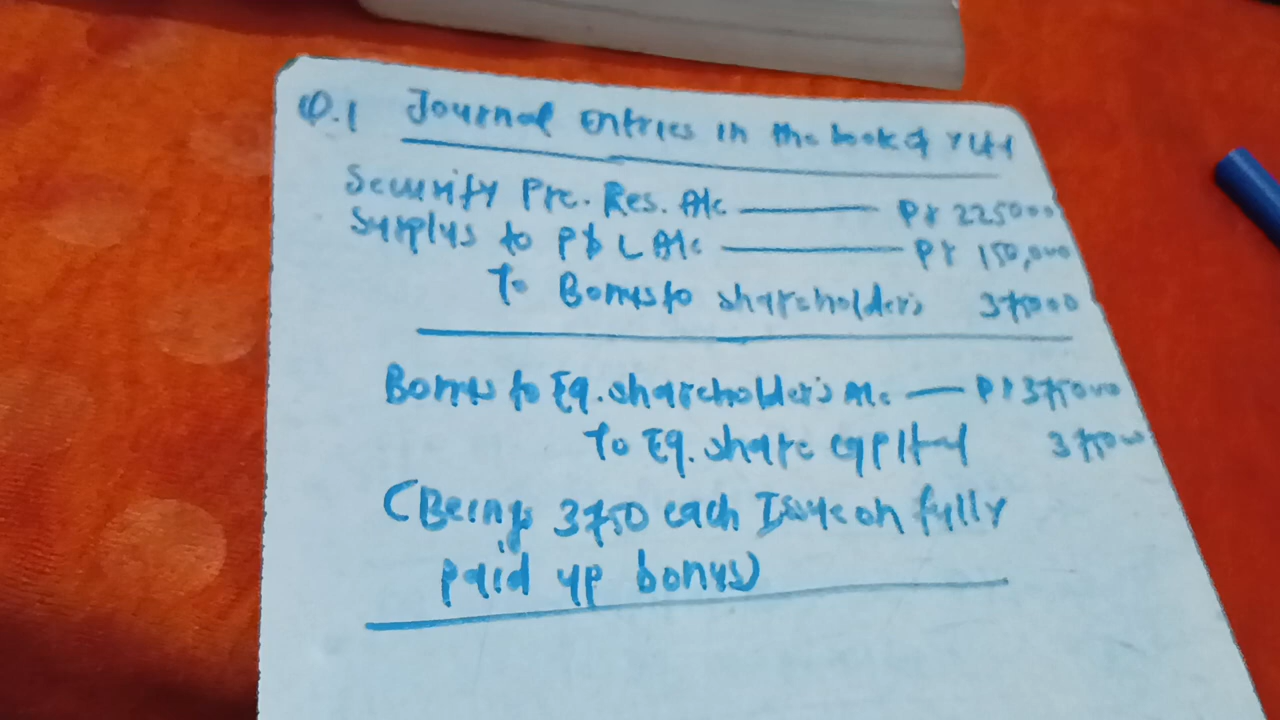 Q.1 Journal entries in the book of
Security Pre. Res. A/c —— Dr 225000
Surplus to P & L A/c —— Dr 150,000
To Bonus to shareholders 375000
Bonus to Eq. shareholder's A/c — Dr 375000
To Eq. share capital 375000
(Being 3750 each Issue on fully
paid up bonus)